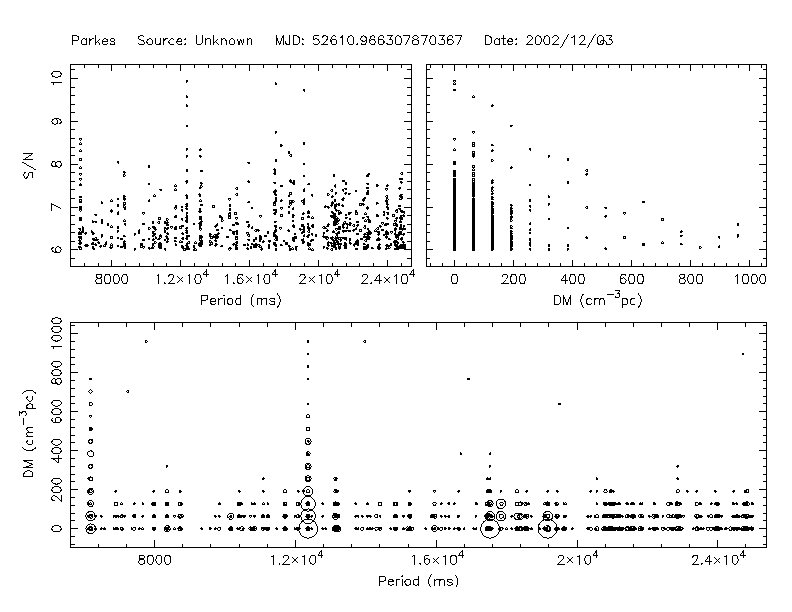 Parkes Source: Unknown MJD: 52610.966307870367 Date: 2002/12/03
S/N
6 7 8 9 10
8000 1.2×10⁴ 1.6×10⁴ 2×10⁴ 2.4×10⁴
Period (ms)
0 200 400 600 800 1000
DM (cm⁻³pc)
DM (cm⁻³pc)
0 200 400 600 800 1000
8000 1.2×10⁴ 1.6×10⁴ 2×10⁴ 2.4×10⁴
Period (ms)